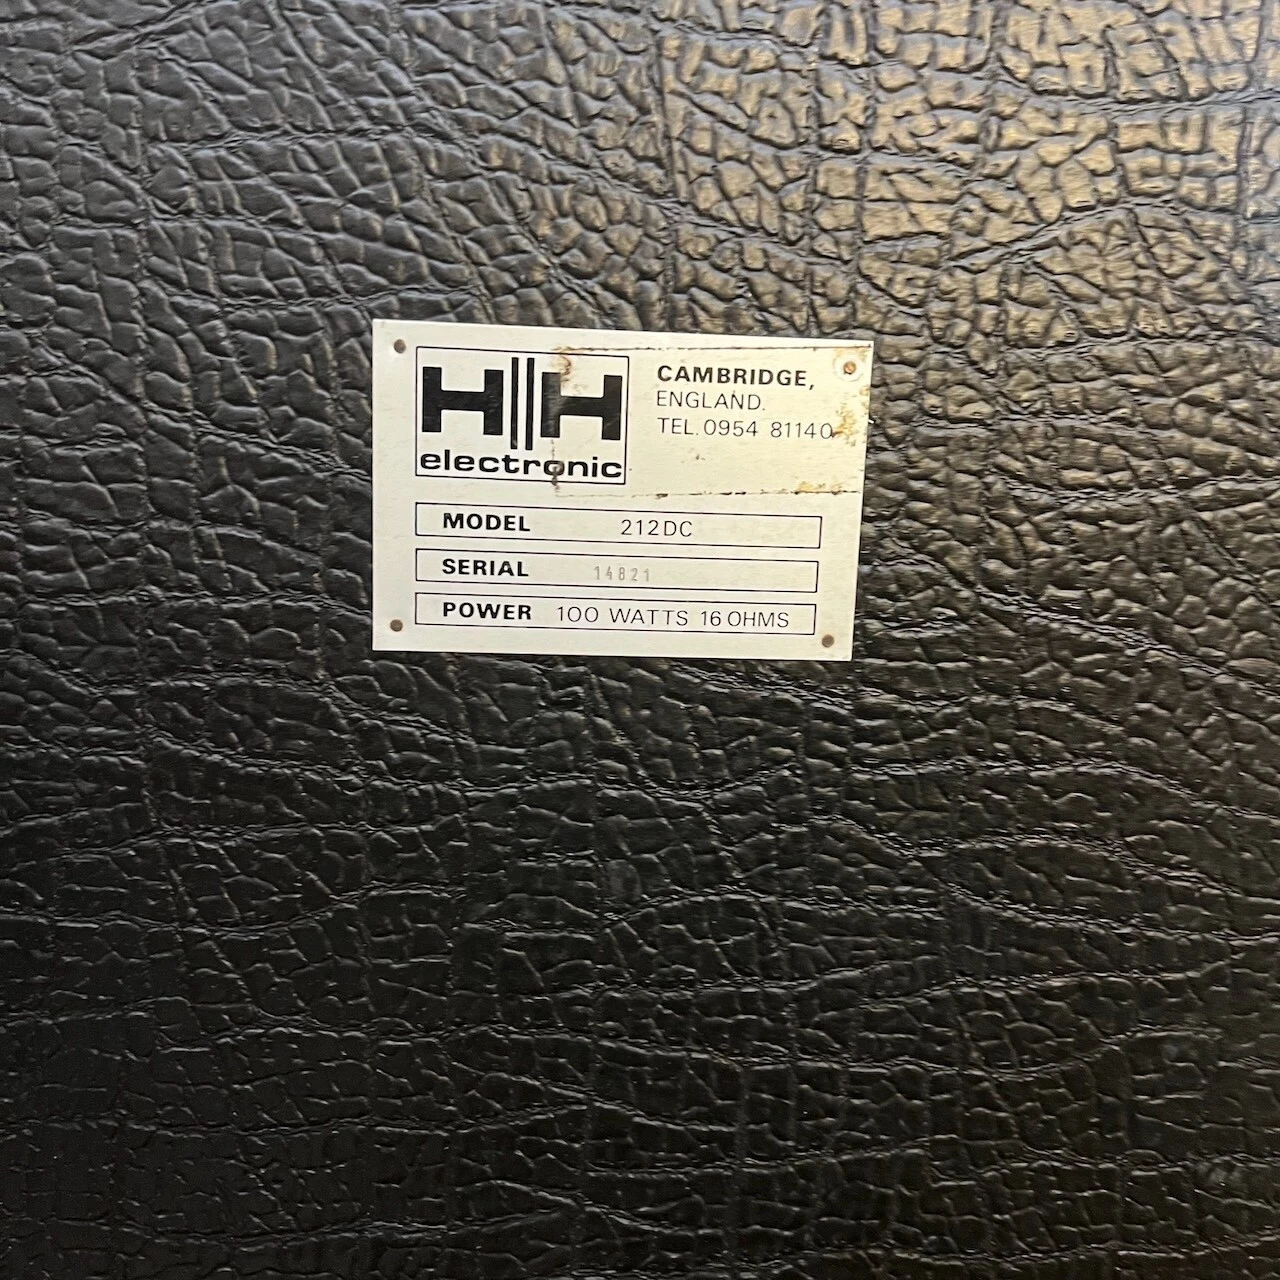 HH
electronic
CAMBRIDGE,
ENGLAND.
TEL. 0954 81140
MODEL 212DC
SERIAL 14821
POWER 100 WATTS 16 OHMS